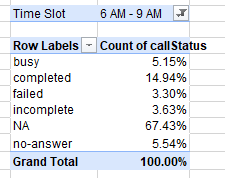 Time Slot 6 AM - 9 AM
Row Labels Count of callStatus
busy 5.15%
completed 14.94%
failed 3.30%
incomplete 3.63%
NA 67.43%
no-answer 5.54%
Grand Total 100.00%